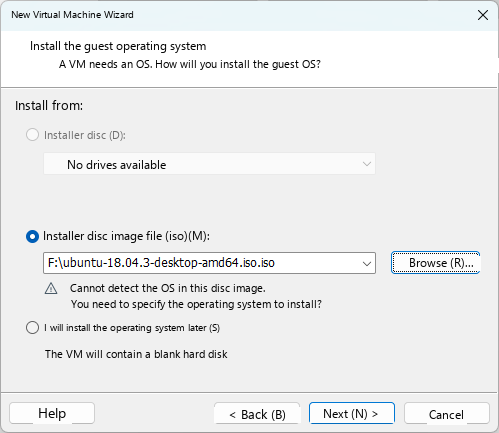 New Virtual Machine Wizard
Install the guest operating system
A VM needs an OS. How will you install the guest OS?
Install from:
Installer disc (D):
No drives available
Installer disc image file (iso)(M):
F:\ubuntu-18.04.3-desktop-amd64.iso.iso
Browse (R)...
Cannot detect the OS in this disc image.
You need to specify the operating system to install?
I will install the operating system later (S)
The VM will contain a blank hard disk
Help
< Back (B)
Next (N) >
Cancel